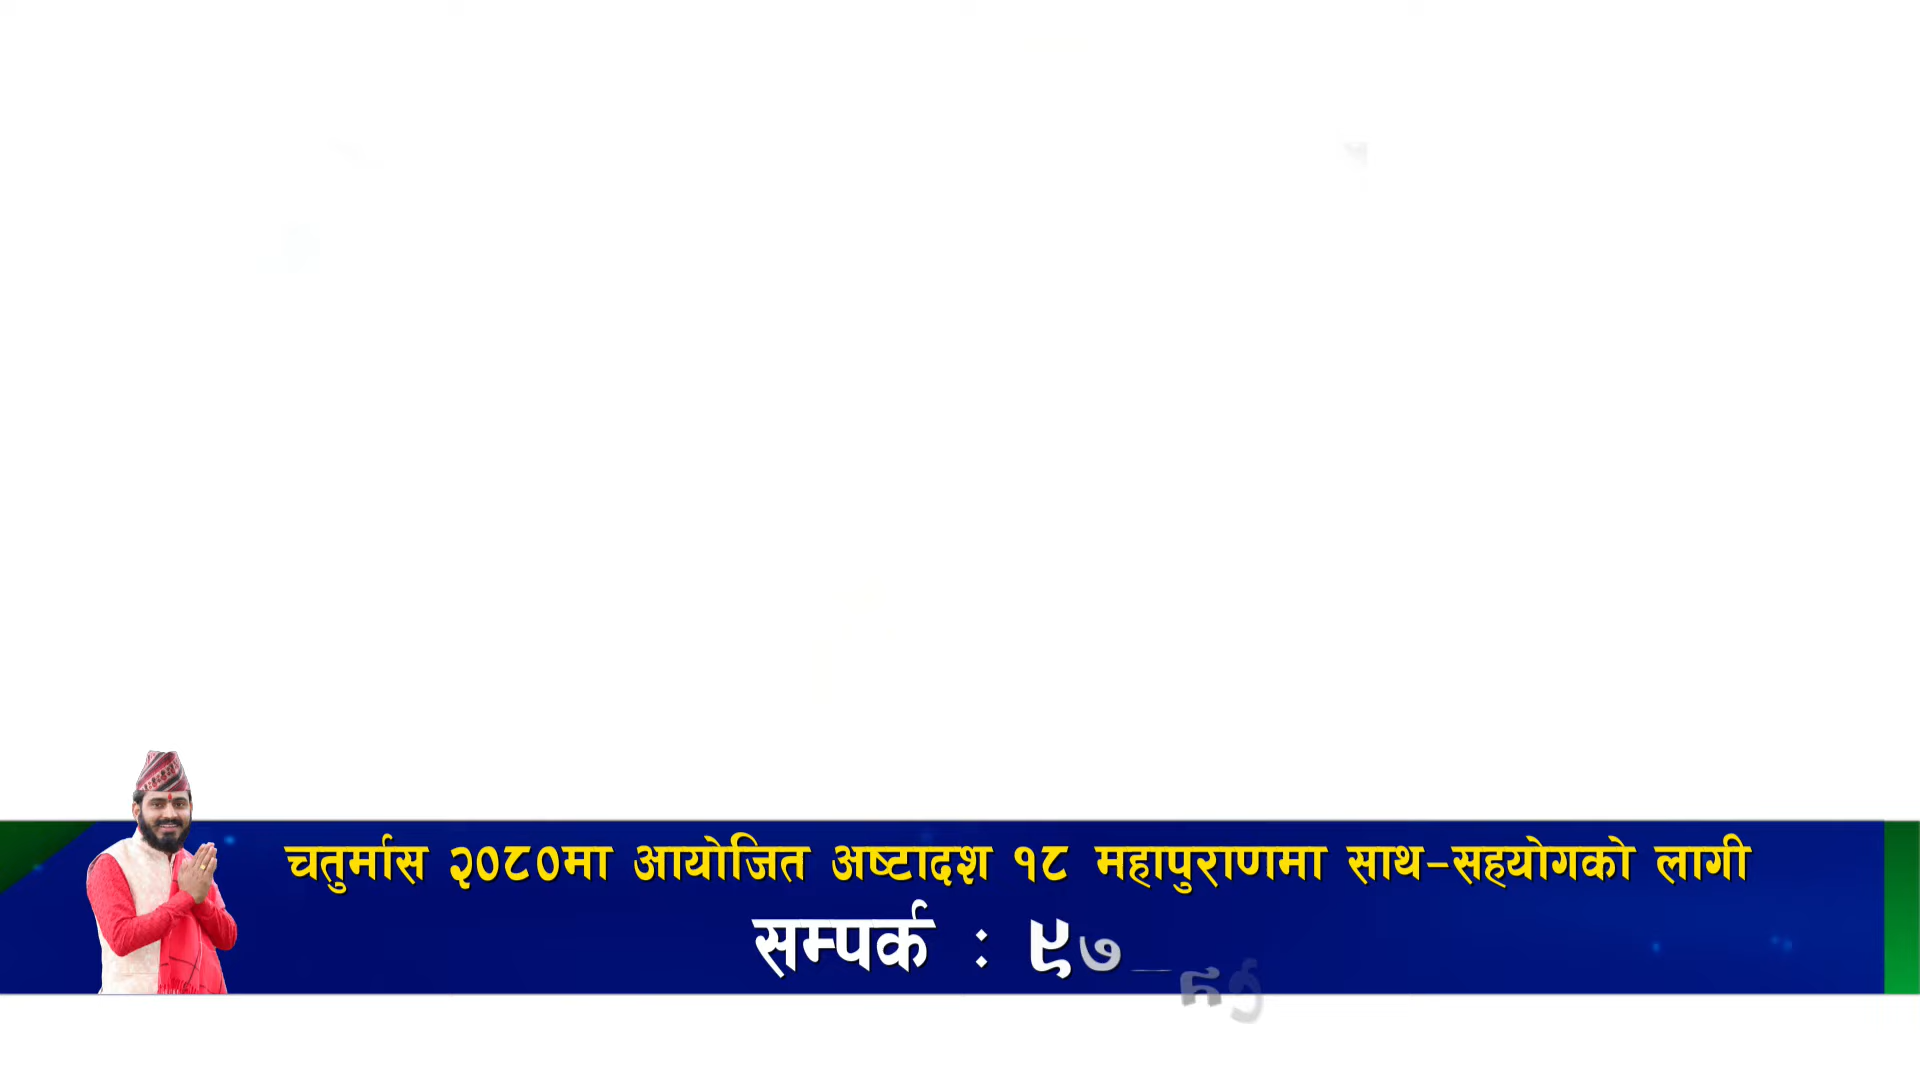 चतुर्मास २०८०मा आयोजित अष्टादश १८ महापुराणमा साथ-सहयोगको लागी
सम्पर्क : ९७